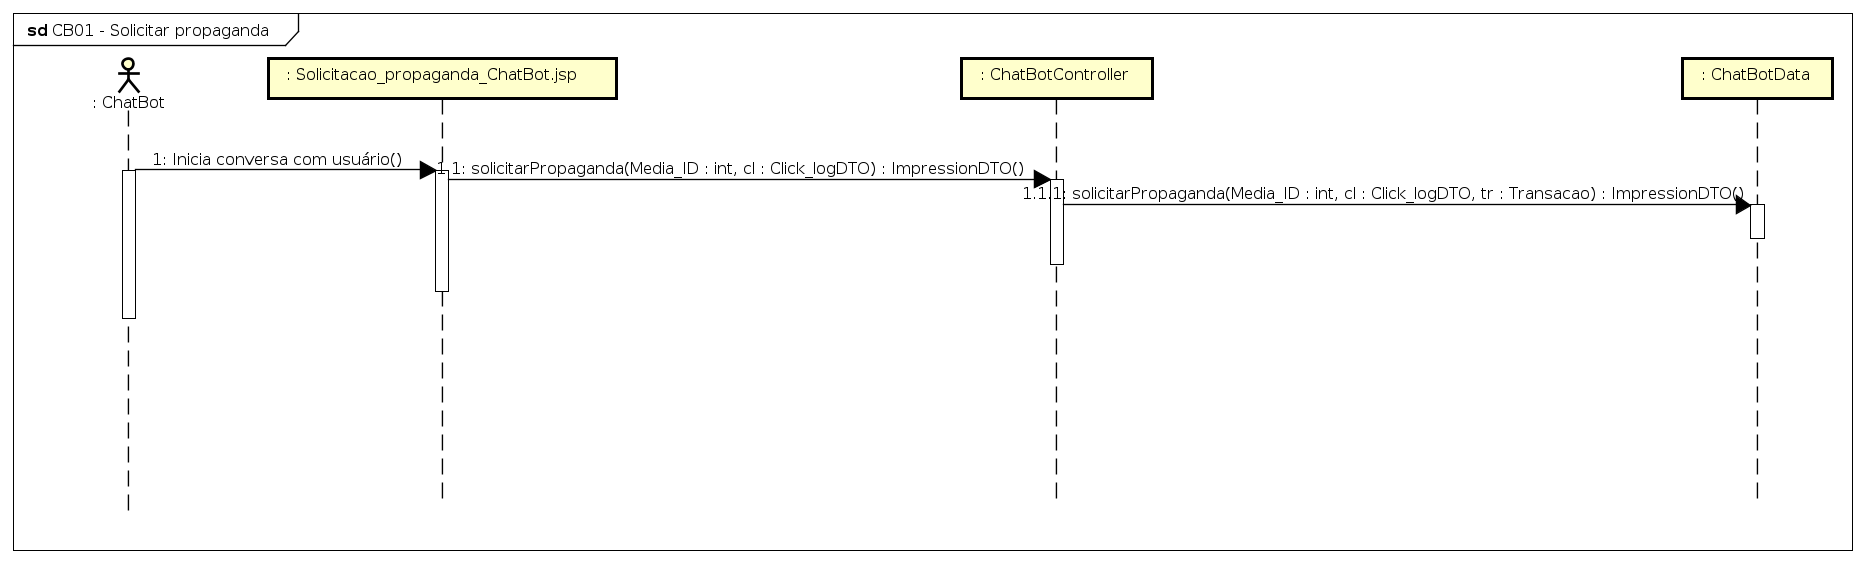 sd CB01 - Solicitar propaganda
: ChatBot
: Solicitacao_propaganda_ChatBot.jsp
: ChatBotController
: ChatBotData
1: Inicia conversa com usuário()
1.1: solicitarPropaganda(Media_ID : int, cl : Click_logDTO) : ImpressionDTO()
1.1.1: solicitarPropaganda(Media_ID : int, cl : Click_logDTO, tr : Transacao) : ImpressionDTO()